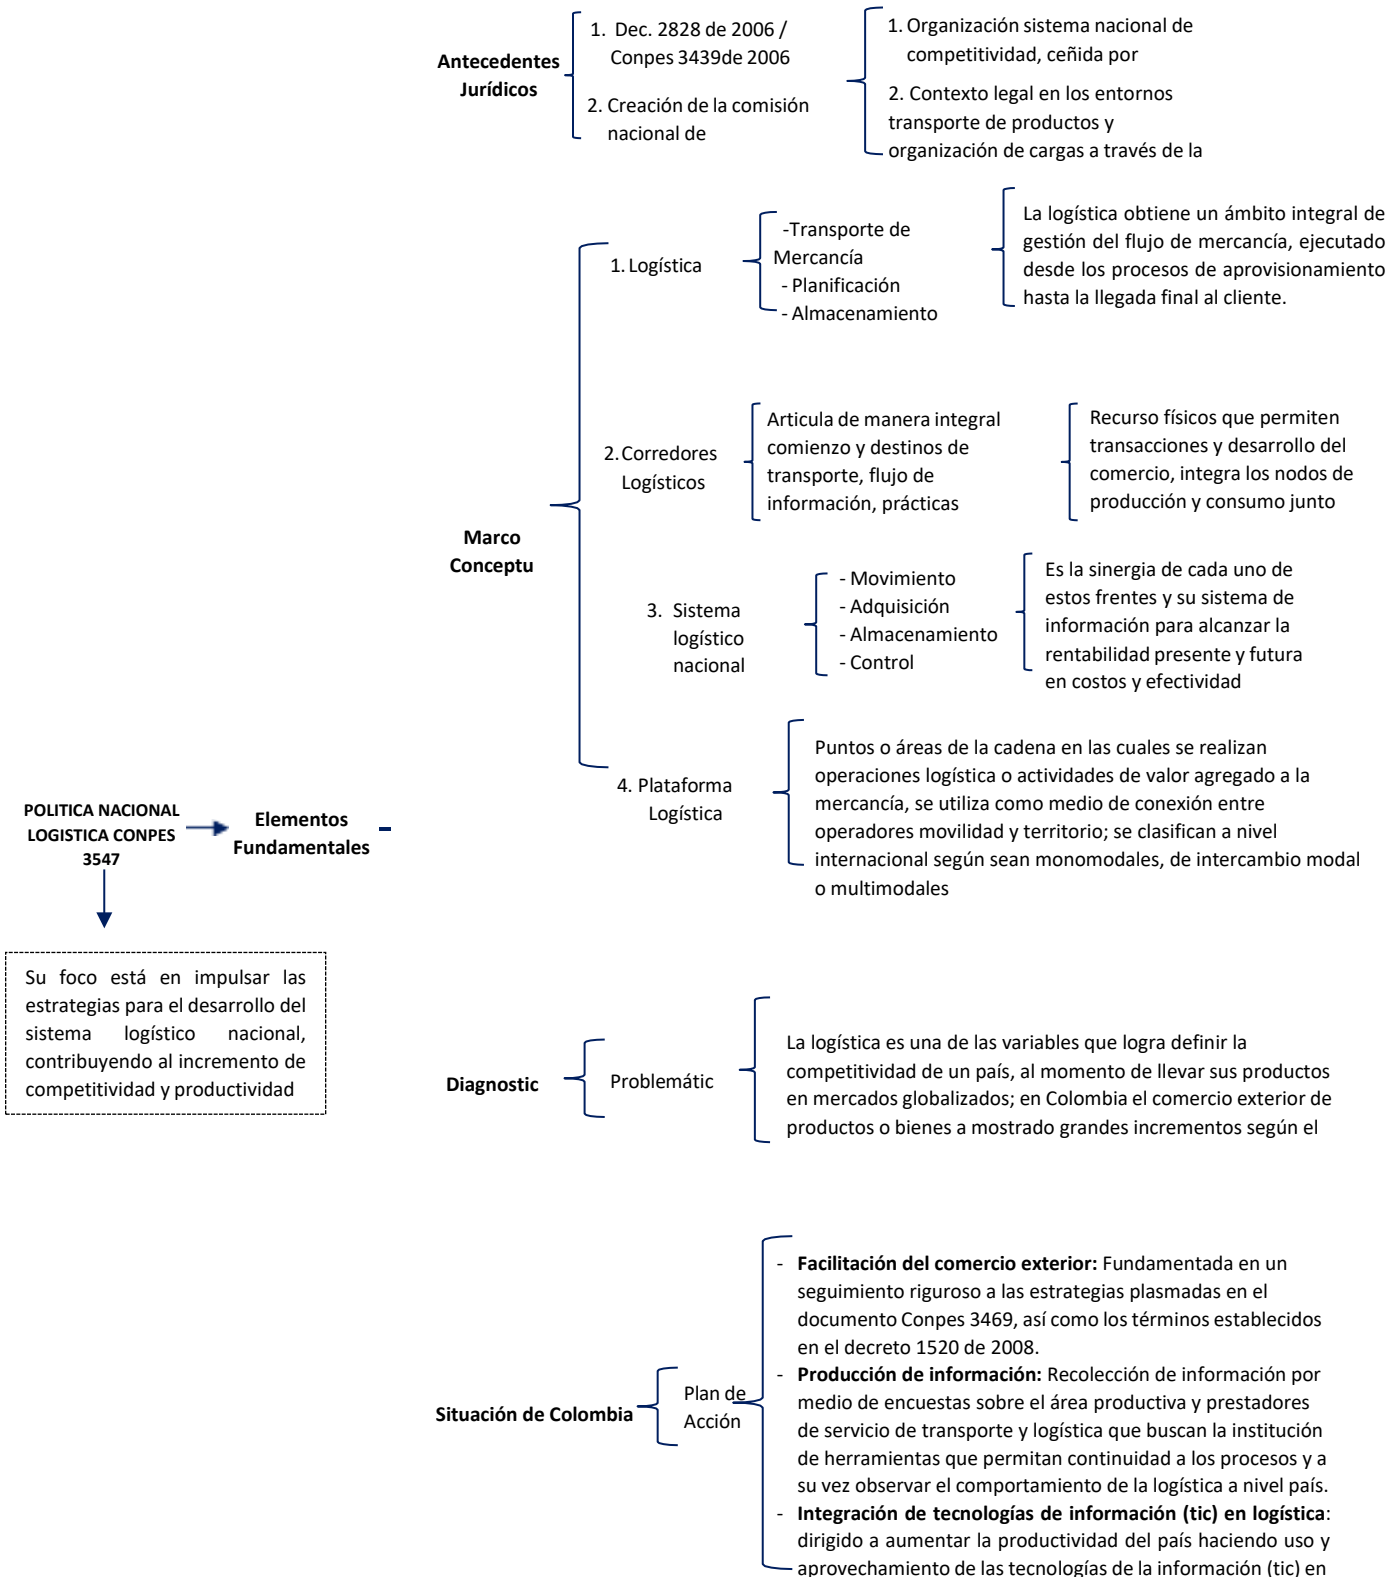 Antecedentes
Jurídicos
1. Dec. 2828 de 2006 /
Conpes 3439de 2006
2. Creación de la comisión
nacional de
1. Organización sistema nacional de
competitividad, ceñida por
2. Contexto legal en los entornos
transporte de productos y
organización de cargas a través de la
Marco
Conceptu
1. Logística
-Transporte de
Mercancía
- Planificación
- Almacenamiento
La logística obtiene un ámbito integral de
gestión del flujo de mercancía, ejecutado
desde los procesos de aprovisionamiento
hasta la llegada final al cliente.
2. Corredores
Logísticos
Articula de manera integral
comienzo y destinos de
transporte, flujo de
información, prácticas
Recurso físicos que permiten
transacciones y desarrollo del
comercio, integra los nodos de
producción y consumo junto
3. Sistema
logístico
nacional
- Movimiento
- Adquisición
- Almacenamiento
- Control
Es la sinergia de cada uno de
estos frentes y su sistema de
información para alcanzar la
rentabilidad presente y futura
en costos y efectividad
4. Plataforma
Logística
Puntos o áreas de la cadena en las cuales se realizan
operaciones logística o actividades de valor agregado a la
mercancía, se utiliza como medio de conexión entre
operadores movilidad y territorio; se clasifican a nivel
internacional según sean monomodales, de intercambio modal
o multimodales
POLITICA NACIONAL
LOGISTICA CONPES
3547
Elementos
Fundamentales
Su foco está en impulsar las
estrategias para el desarrollo del
sistema logístico nacional,
contribuyendo al incremento de
competitividad y productividad
Diagnostic
Problemátic
La logística es una de las variables que logra definir la
competitividad de un país, al momento de llevar sus productos
en mercados globalizados; en Colombia el comercio exterior de
productos o bienes a mostrado grandes incrementos según el
Situación de Colombia
Plan de
Acción
- Facilitación del comercio exterior: Fundamentada en un
seguimiento riguroso a las estrategias plasmadas en el
documento Conpes 3469, así como los términos establecidos
en el decreto 1520 de 2008.
- Producción de información: Recolección de información por
medio de encuestas sobre el área productiva y prestadores
de servicio de transporte y logística que buscan la institución
de herramientas que permitan continuidad a los procesos y a
su vez observar el comportamiento de la logística a nivel país.
- Integración de tecnologías de información (tic) en logística:
dirigido a aumentar la productividad del país haciendo uso y
aprovechamiento de las tecnologías de la información (tic) en